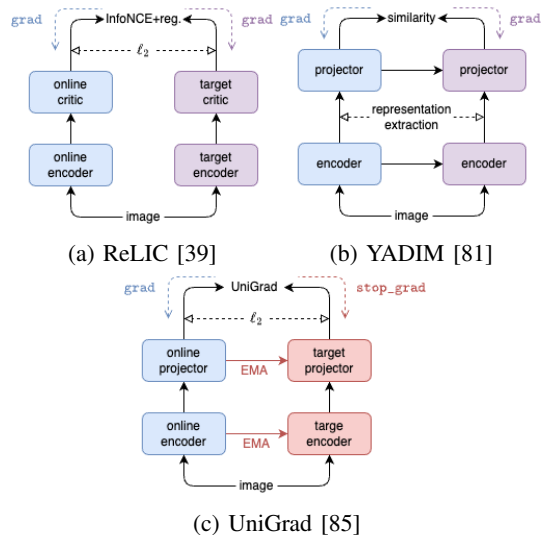 grad InfoNCE+reg. grad
ℓ₂
online critic
target critic
online encoder
target encoder
image
(a) ReLIC [39]
grad similarity grad
projector projector
representation extraction
encoder encoder
image
(b) YADIM [81]
grad UniGrad stop_grad
ℓ₂
online projector
EMA
target projector
online encoder
EMA
targe encoder
image
(c) UniGrad [85]